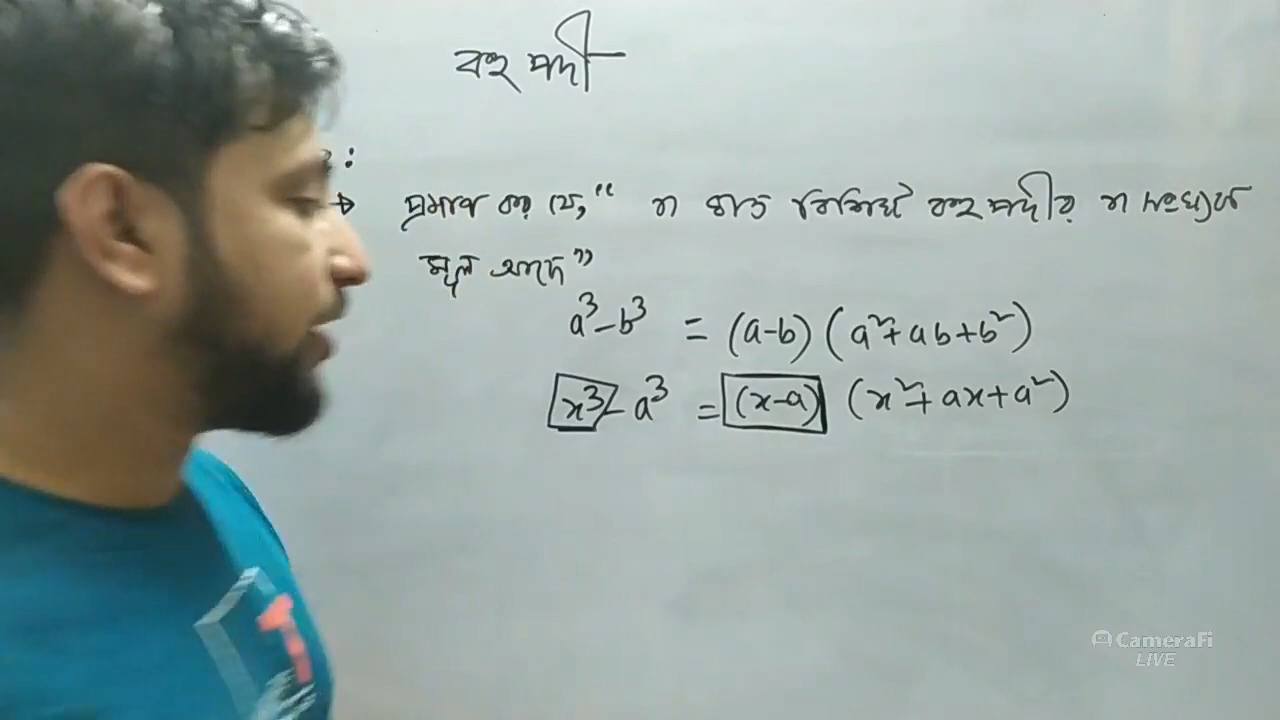 বহু পদী
:
→ প্রমাণ কর যে, “ n ঘাত বিশিষ্ট বহুপদীর n সংখ্যক
মূল আছে”
a³-b³ = (a-b) (a²+ab+b²)
x³-a³ = (x-a) (x²+ax+a²)
CameraFi
LIVE